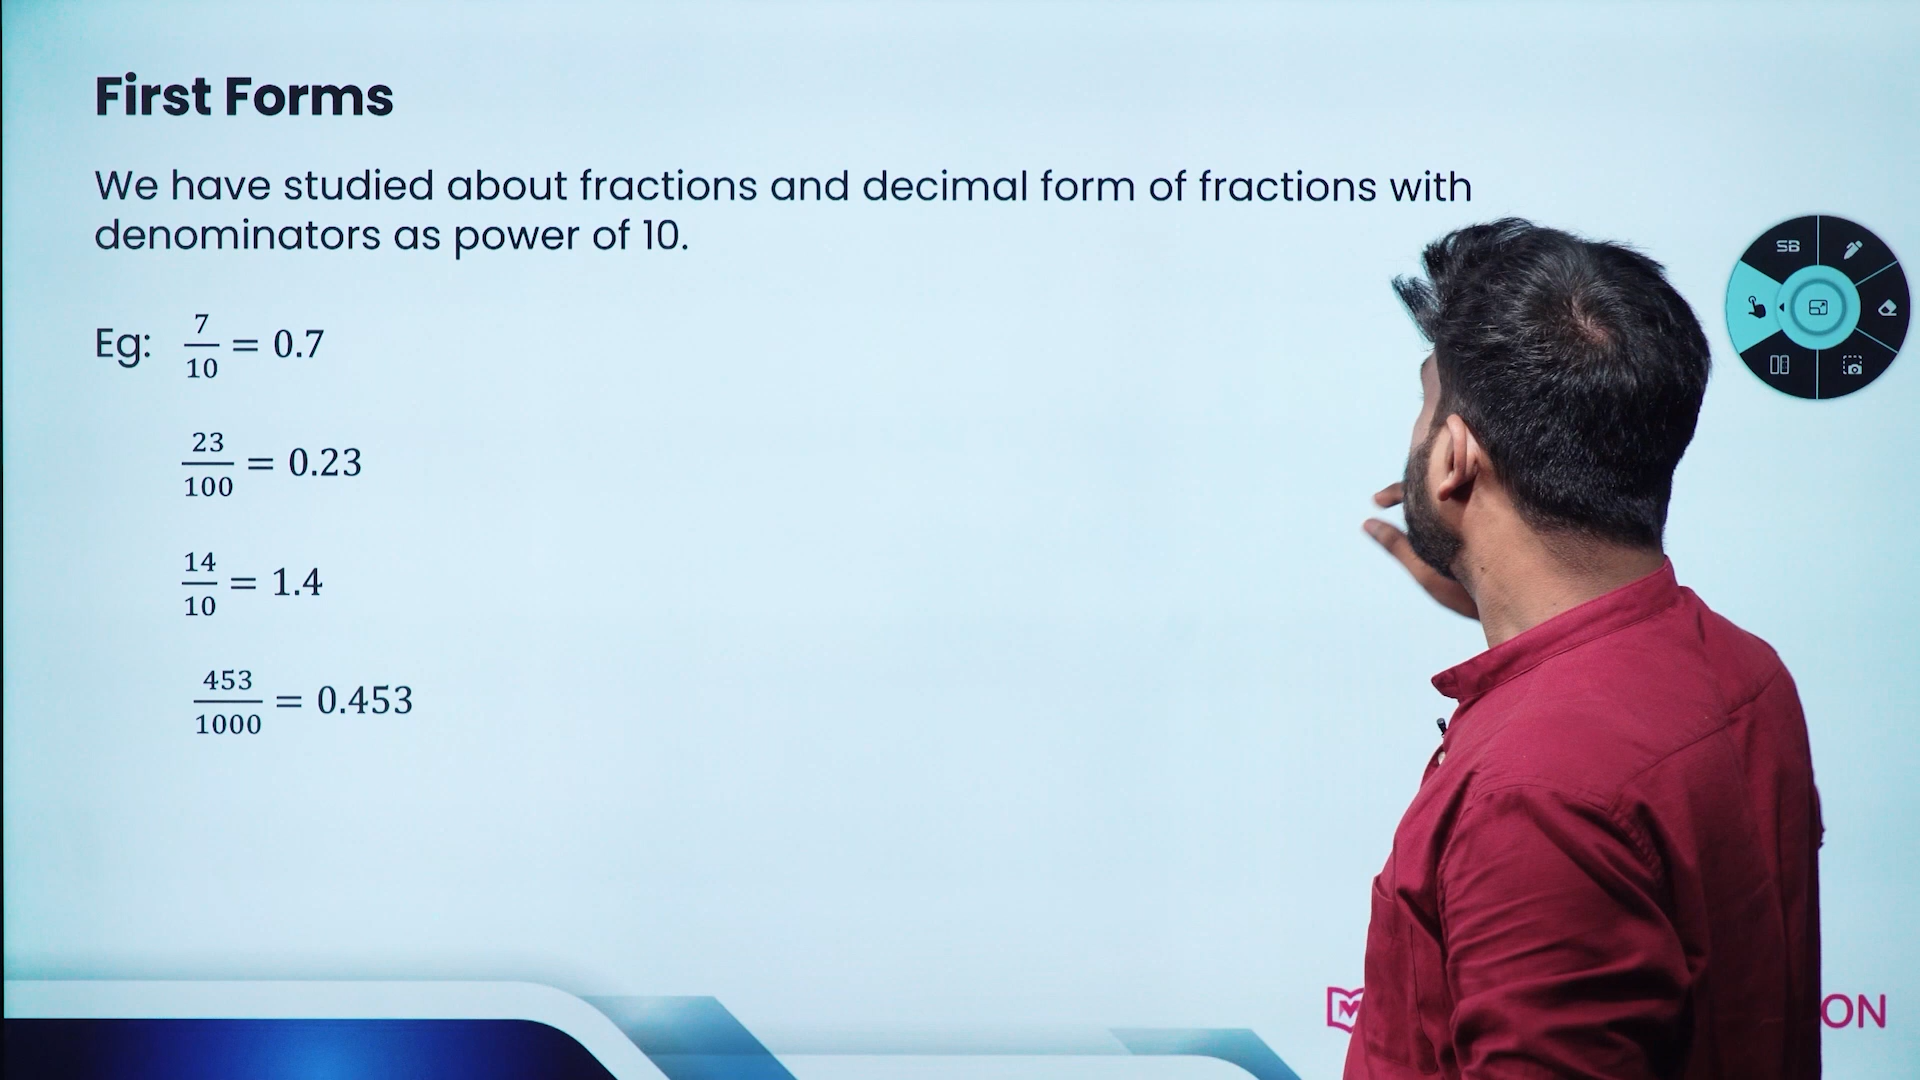 First Forms
We have studied about fractions and decimal form of fractions with
denominators as power of 10.
Eg: 7/10 = 0.7
23/100 = 0.23
14/10 = 1.4
453/1000 = 0.453
SB